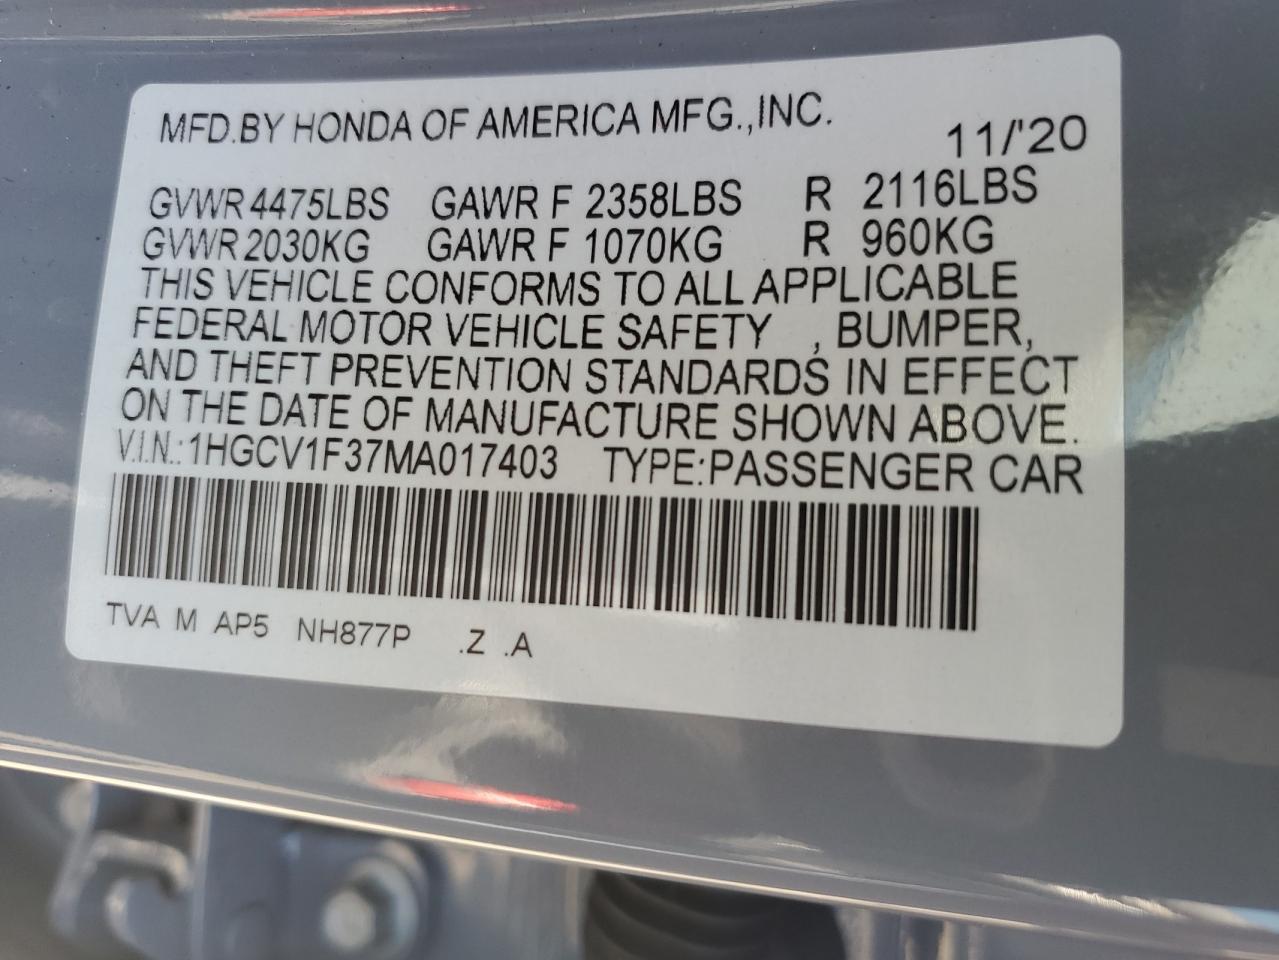 MFD.BY HONDA OF AMERICA MFG.,INC. 11/'20
GVWR 4475LBS GAWR F 2358LBS R 2116LBS
GVWR 2030KG GAWR F 1070KG R 960KG
THIS VEHICLE CONFORMS TO ALL APPLICABLE
FEDERAL MOTOR VEHICLE SAFETY , BUMPER,
AND THEFT PREVENTION STANDARDS IN EFFECT
ON THE DATE OF MANUFACTURE SHOWN ABOVE.
V.I.N.: 1HGCV1F37MA017403 TYPE:PASSENGER CAR
TVA M AP5 NH877P .Z .A